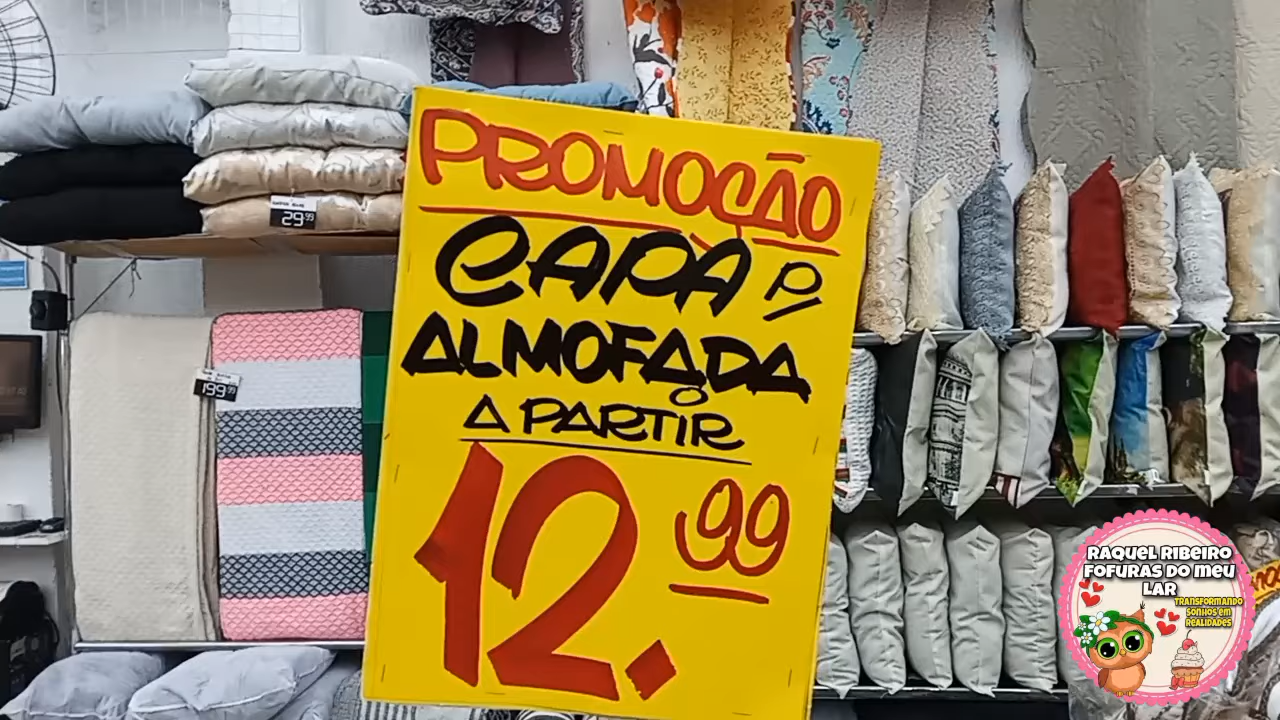 PROMOÇÃO
CAPA P
ALMOFADA
A PARTIR
12.99
29,99
199,99
RAQUEL RIBEIRO
FOFURAS DO MEU
LAR
TRANSFORMANDO
SONHOS EM
REALIDADES